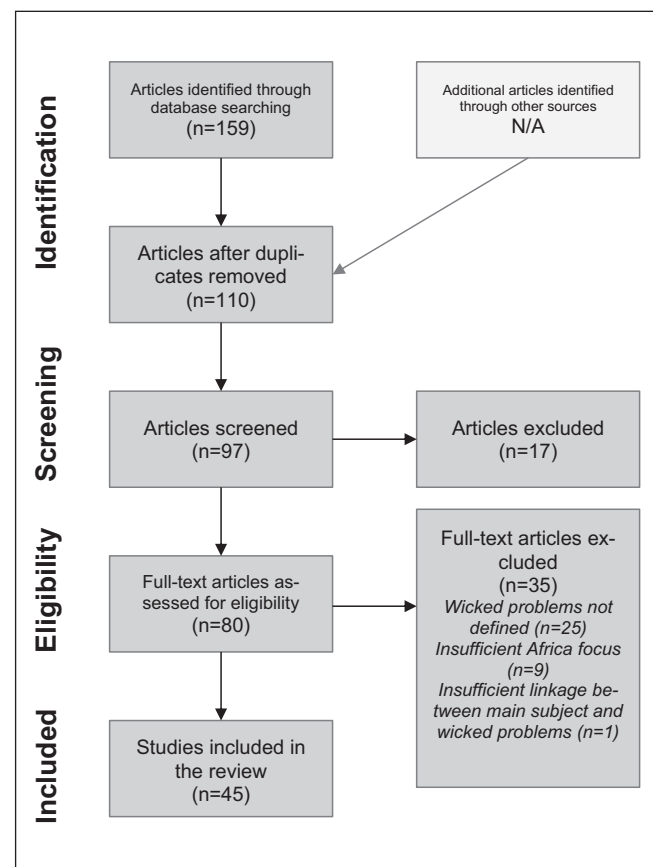 Identification
Articles identified through
database searching
(n=159)
Additional articles identified
through other sources
N/A
Articles after dupli-
cates removed
(n=110)
Screening
Articles screened
(n=97)
Articles excluded
(n=17)
Eligibility
Full-text articles as-
sessed for eligibility
(n=80)
Full-text articles ex-
cluded
(n=35)
Wicked problems not
defined (n=25)
Insufficient Africa focus
(n=9)
Insufficient linkage be-
tween main subject and
wicked problems (n=1)
Included
Studies included in
the review
(n=45)